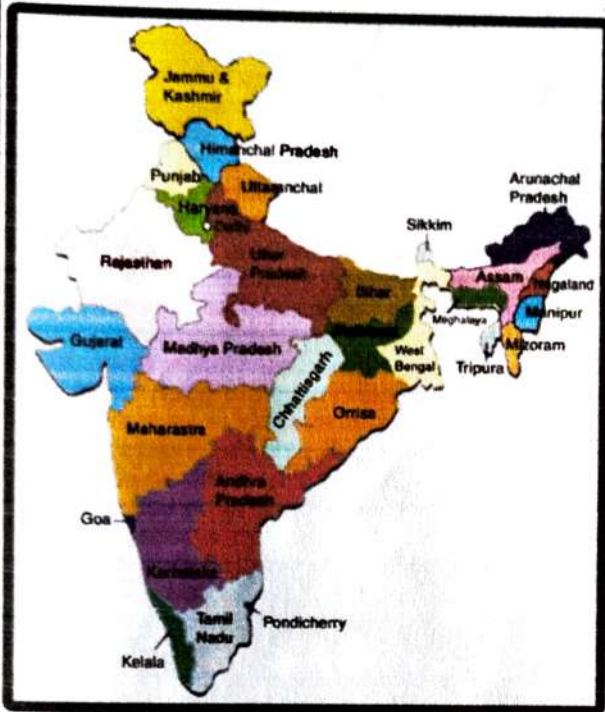 Jammu &
Kashmir
Himanchal Pradesh
Punjab
Uttaranchal
Haryana
Delhi
Arunachal
Pradesh
Sikkim
Rajasthan
Uttar
Pradesh
Bihar
Assam
Nagaland
Meghalaya
Manipur
Gujarat
Madhya Pradesh
West
Bengal
Tripura
Mizoram
Chhattisgarh
Maharastra
Orrisa
Andhra
Pradesh
Goa
Karnataka
Tamil
Nadu
Pondicherry
Kelala